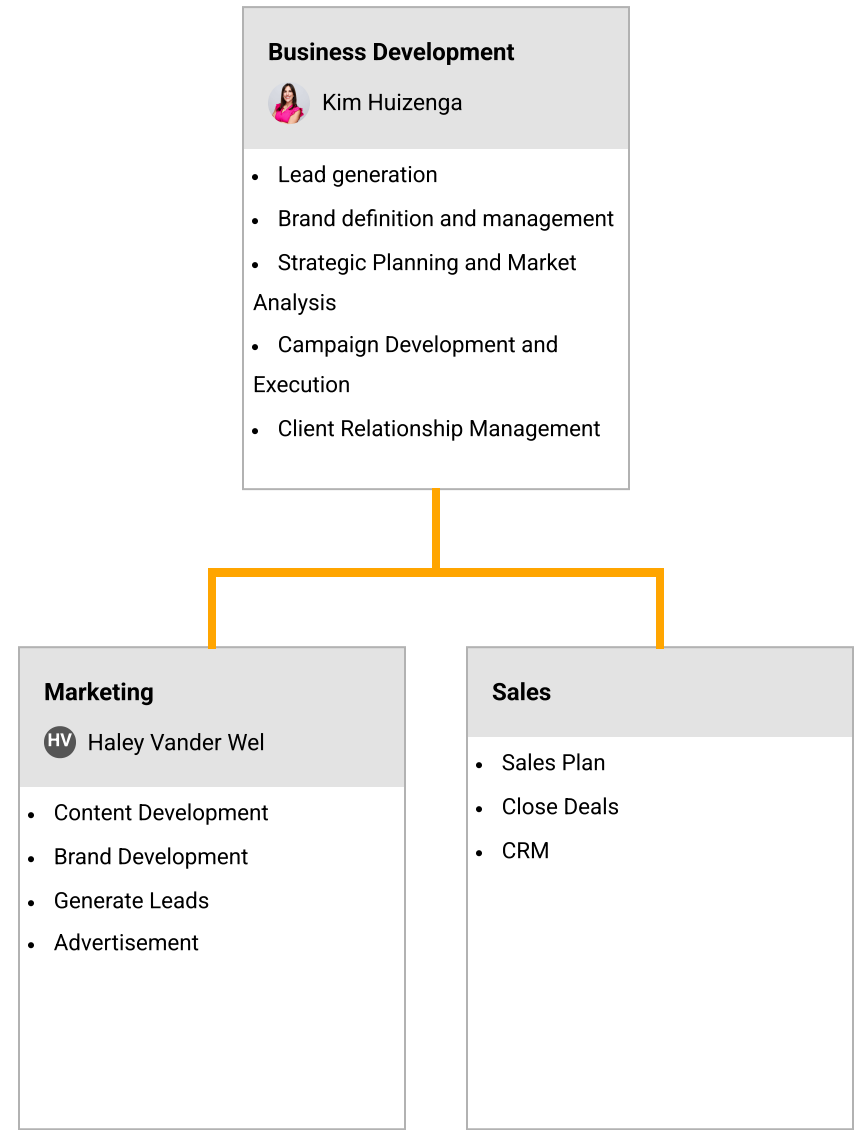 Business Development
Kim Huizenga
• Lead generation
• Brand definition and management
• Strategic Planning and Market
Analysis
• Campaign Development and
Execution
• Client Relationship Management
Marketing
HV Haley Vander Wel
• Content Development
• Brand Development
• Generate Leads
• Advertisement
Sales
• Sales Plan
• Close Deals
• CRM